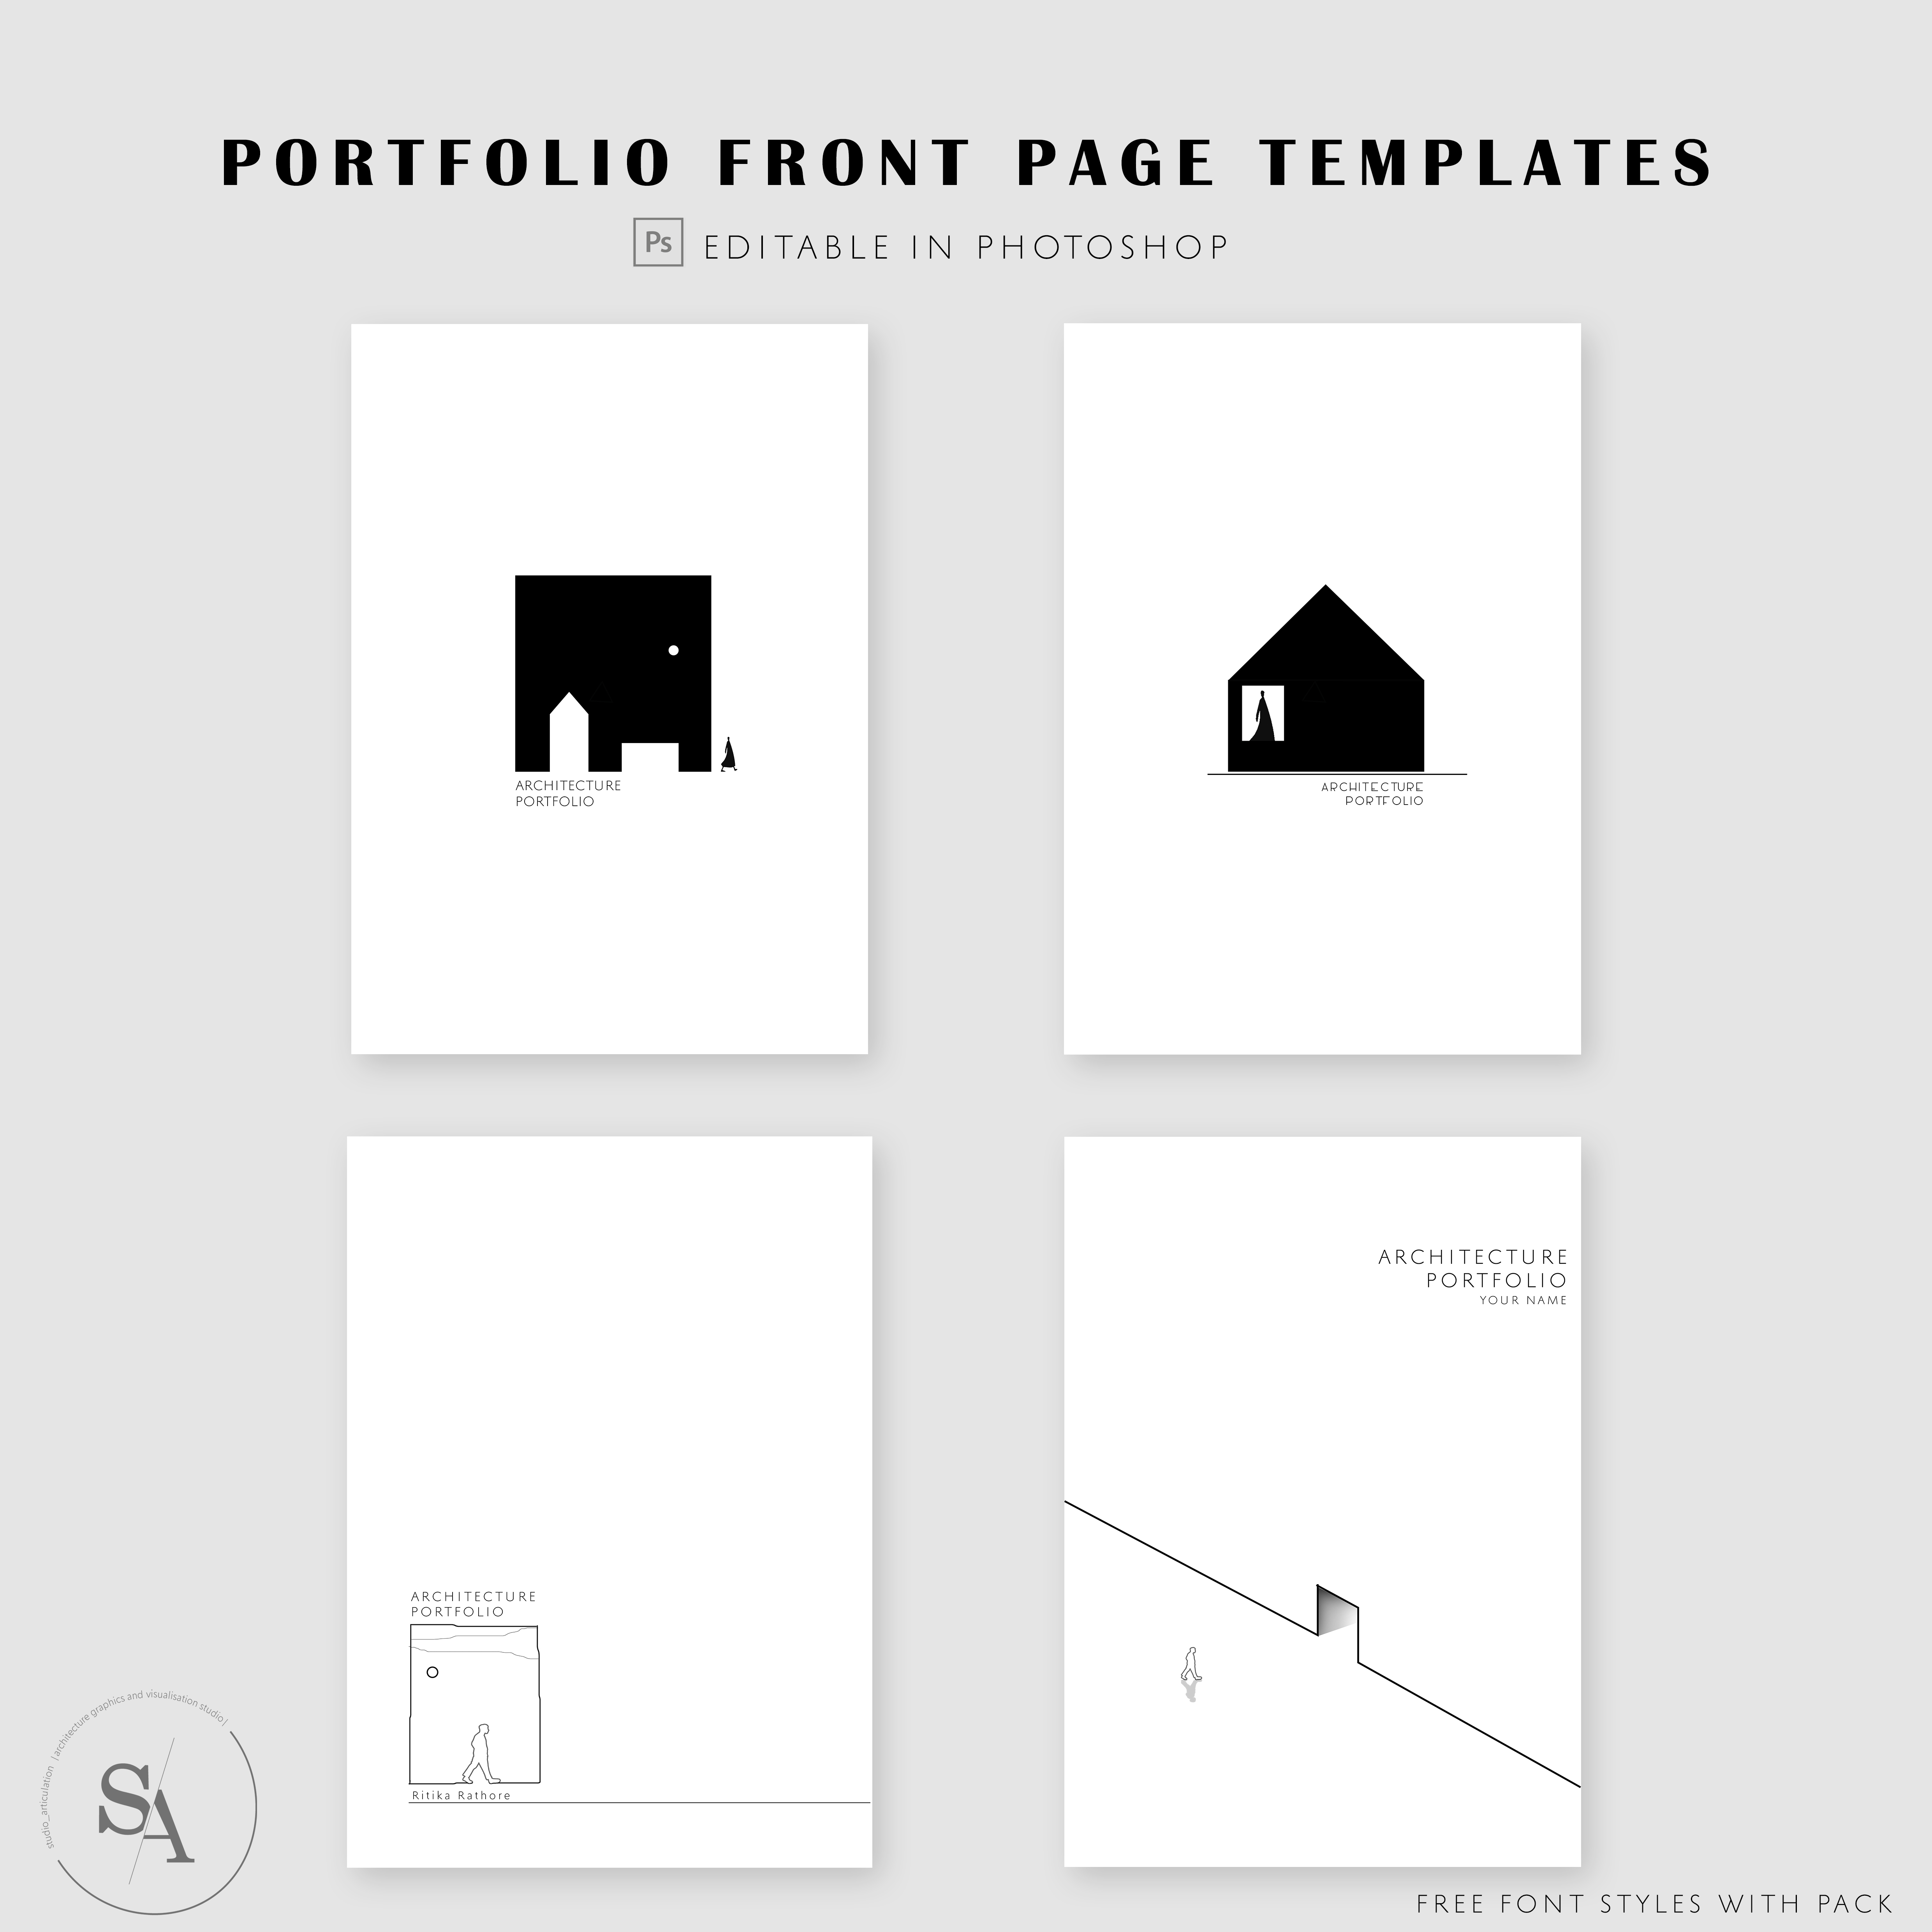 PORTFOLIO FRONT PAGE TEMPLATES
Ps EDITABLE IN PHOTOSHOP
ARCHITECTURE
PORTFOLIO
ARCHITECTURE
PORTFOLIO
ARCHITECTURE
PORTFOLIO
Ritika Rathore
ARCHITECTURE
PORTFOLIO
YOUR NAME
studio_articulation | architecture graphics and visualisation studio |
SA
FREE FONT STYLES WITH PACK